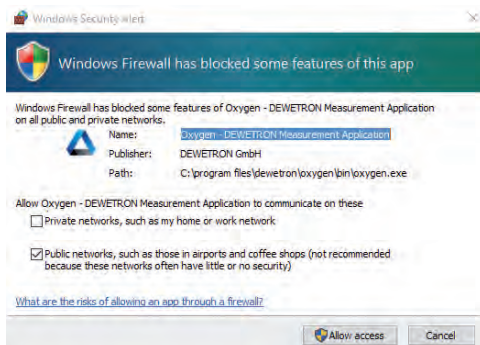 Windows Security Alert
Windows Firewall has blocked some features of this app
Windows Firewall has blocked some features of Oxygen - DEWETRON Measurement Application
on all public and private networks.
Name: Oxygen - DEWETRON Measurement Application
Publisher: DEWETRON GmbH
Path: C:\program files\dewetron\oxygen\bin\oxygen.exe
Allow Oxygen - DEWETRON Measurement Application to communicate on these
Private networks, such as my home or work network
Public networks, such as those in airports and coffee shops (not recommended
because these networks often have little or no security)
What are the risks of allowing an app through a firewall?
Allow access Cancel